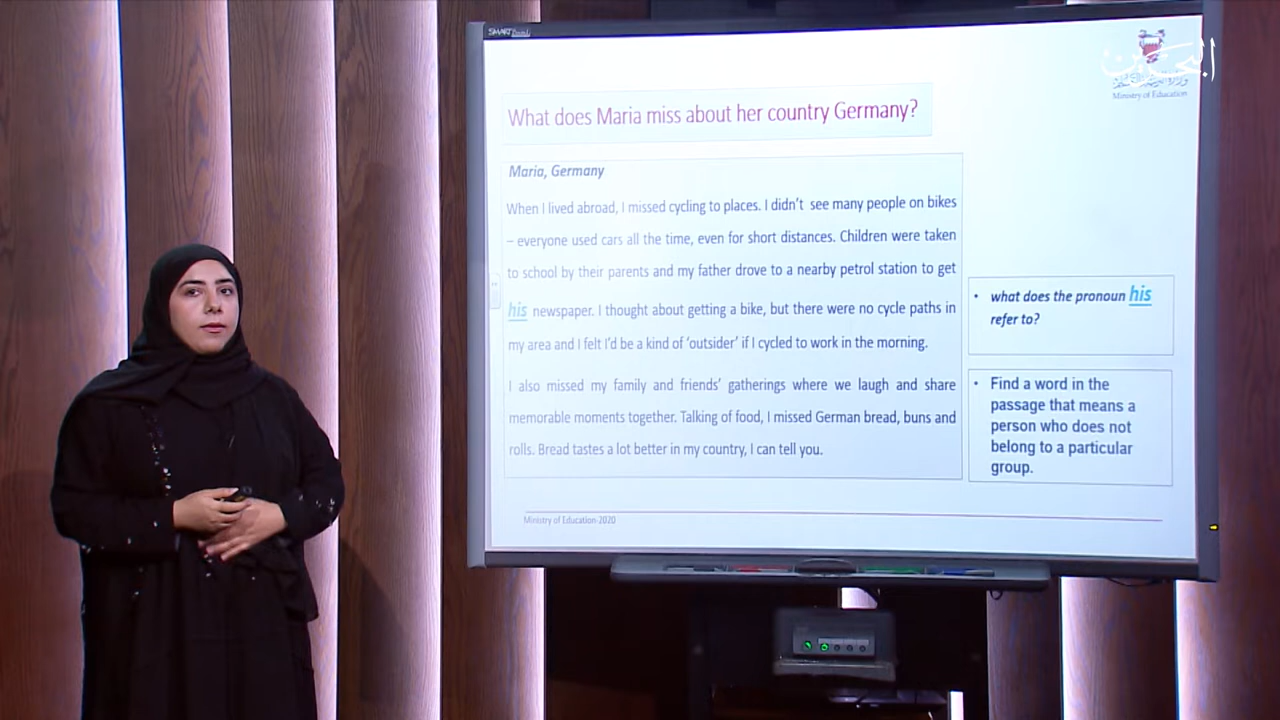 SMART Board
البحرين
Ministry of Education
What does Maria miss about her country Germany?
Maria, Germany
When I lived abroad, I missed cycling to places. I didn't see many people on bikes
– everyone used cars all the time, even for short distances. Children were taken
to school by their parents and my father drove to a nearby petrol station to get
his newspaper. I thought about getting a bike, but there were no cycle paths in
my area and I felt I'd be a kind of 'outsider' if I cycled to work in the morning.
I also missed my family and friends' gatherings where we laugh and share
memorable moments together. Talking of food, I missed German bread, buns and
rolls. Bread tastes a lot better in my country, I can tell you.
• what does the pronoun his
refer to?
• Find a word in the
passage that means a
person who does not
belong to a particular
group.
Ministry of Education-2020